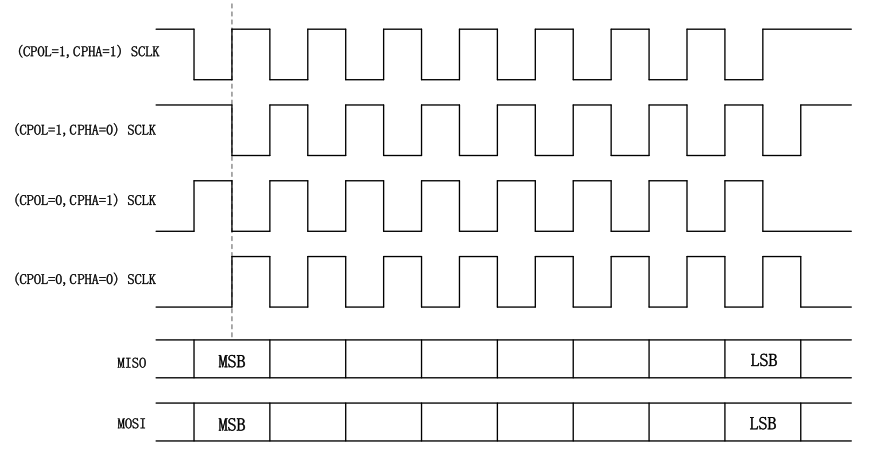 (CPOL=1,CPHA=1) SCLK
(CPOL=1,CPHA=0) SCLK
(CPOL=0,CPHA=1) SCLK
(CPOL=0,CPHA=0) SCLK
MISO MSB LSB
MOSI MSB LSB